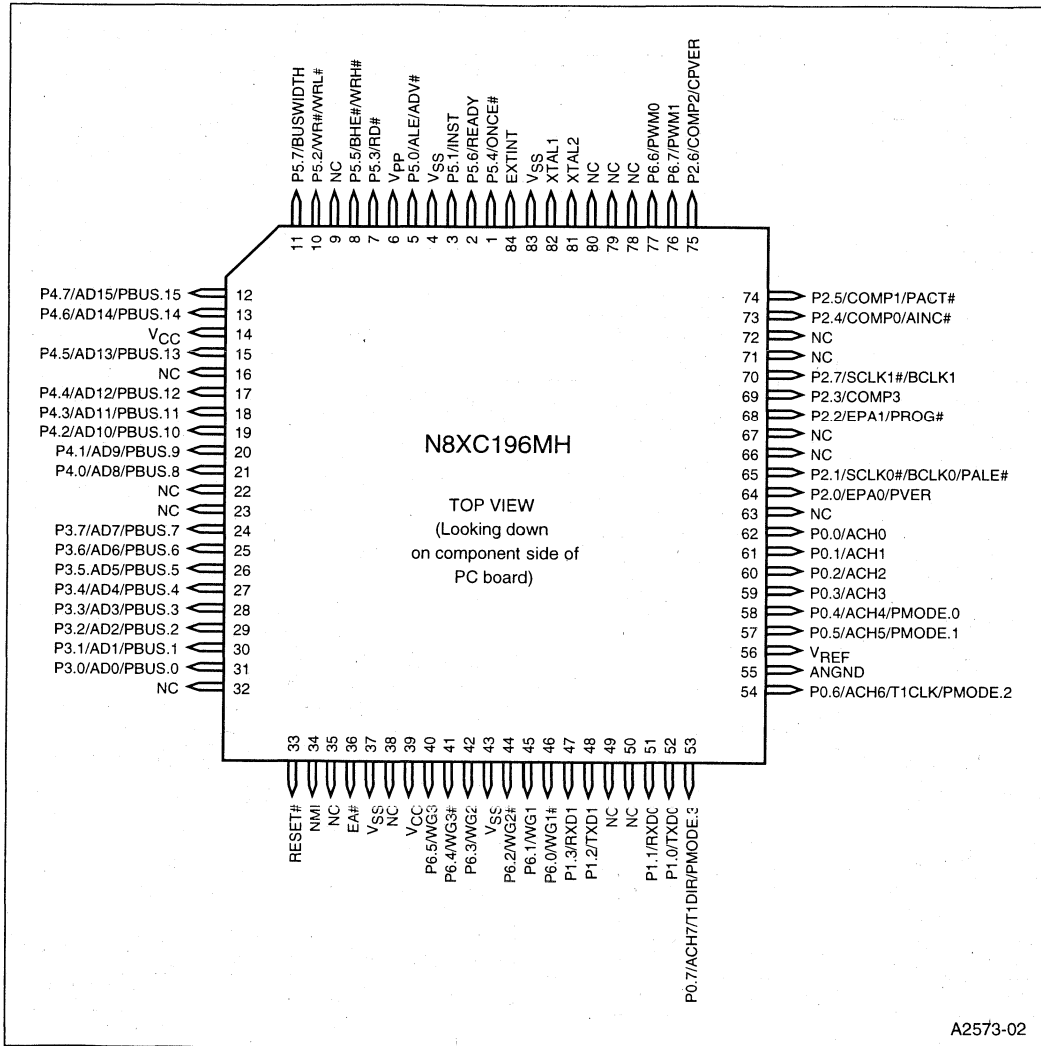 P5.7/BUSWIDTH
P5.2/WR#/WRL#
NC
P5.5/BHE#/WRH#
P5.3/RD#
VPP
P5.0/ALE/ADV#
VSS
P5.1/INST
P5.6/READY
P5.4/ONCE#
EXTINT
VSS
XTAL1
XTAL2
NC
NC
NC
P6.6/PWM0
P6.7/PWM1
P2.6/COMP2/CPVER
11 10 9 8 7 6 5 4 3 2 1 84 83 82 81 80 79 78 77 76 75
P4.7/AD15/PBUS.15 12
P4.6/AD14/PBUS.14 13
VCC 14
P4.5/AD13/PBUS.13 15
NC 16
P4.4/AD12/PBUS.12 17
P4.3/AD11/PBUS.11 18
P4.2/AD10/PBUS.10 19
P4.1/AD9/PBUS.9 20
P4.0/AD8/PBUS.8 21
NC 22
NC 23
P3.7/AD7/PBUS.7 24
P3.6/AD6/PBUS.6 25
P3.5.AD5/PBUS.5 26
P3.4/AD4/PBUS.4 27
P3.3/AD3/PBUS.3 28
P3.2/AD2/PBUS.2 29
P3.1/AD1/PBUS.1 30
P3.0/AD0/PBUS.0 31
NC 32
N8XC196MH
TOP VIEW
(Looking down
on component side of
PC board)
74 P2.5/COMP1/PACT#
73 P2.4/COMP0/AINC#
72 NC
71 NC
70 P2.7/SCLK1#/BCLK1
69 P2.3/COMP3
68 P2.2/EPA1/PROG#
67 NC
66 NC
65 P2.1/SCLK0#/BCLK0/PALE#
64 P2.0/EPA0/PVER
63 NC
62 P0.0/ACH0
61 P0.1/ACH1
60 P0.2/ACH2
59 P0.3/ACH3
58 P0.4/ACH4/PMODE.0
57 P0.5/ACH5/PMODE.1
56 VREF
55 ANGND
54 P0.6/ACH6/T1CLK/PMODE.2
33 34 35 36 37 38 39 40 41 42 43 44 45 46 47 48 49 50 51 52 53
RESET#
NMI
NC
EA#
VSS
NC
VCC
P6.5/WG3
P6.4/WG3#
P6.3/WG2
VSS
P6.2/WG2#
P6.1/WG1
P6.0/WG1#
P1.3/RXD1
P1.2/TXD1
NC
NC
P1.1/RXD0
P1.0/TXD0
P0.7/ACH7/T1DIR/PMODE.3
A2573-02